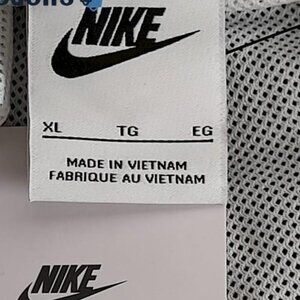 NIKE
XL TG EG
MADE IN VIETNAM
FABRIQUE AU VIETNAM
NIKE